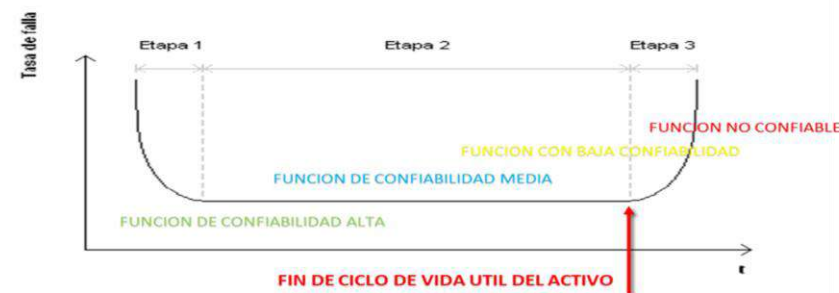 Tasa de falla
Etapa 1
Etapa 2
Etapa 3
FUNCION NO CONFIABLE
FUNCION CON BAJA CONFIABILIDAD
FUNCION DE CONFIABILIDAD MEDIA
FUNCION DE CONFIABILIDAD ALTA
t
FIN DE CICLO DE VIDA UTIL DEL ACTIVO